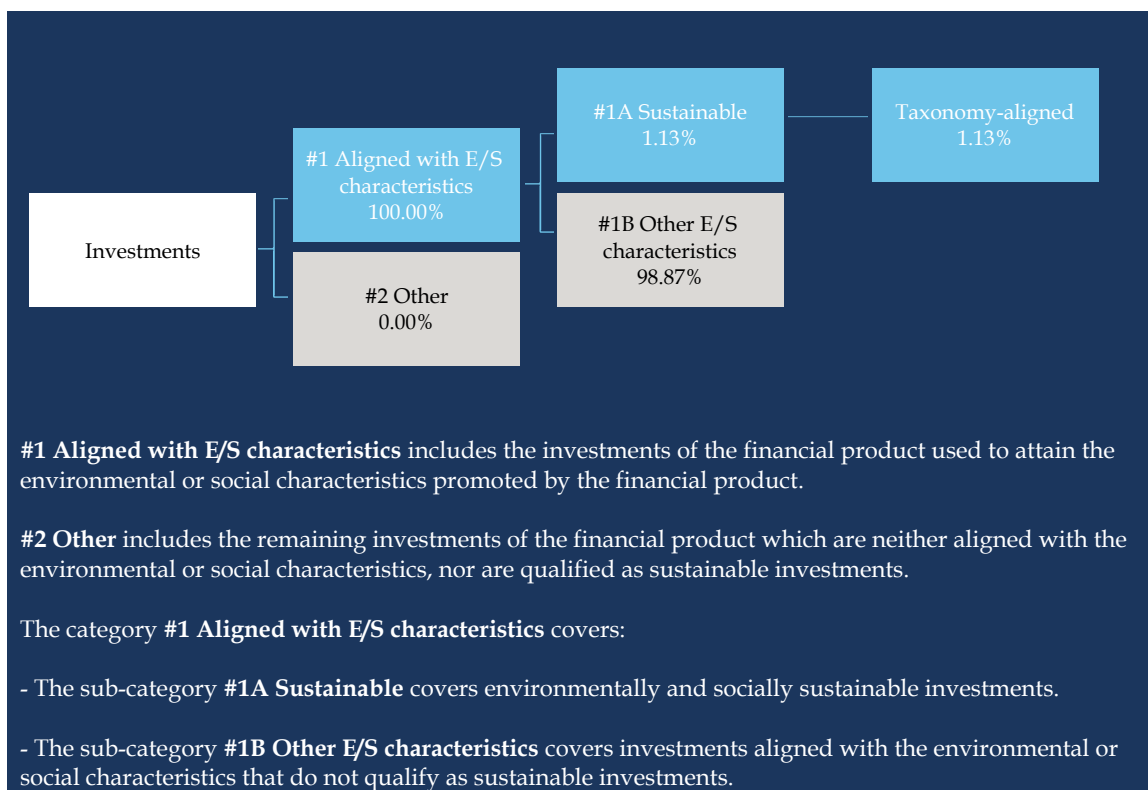 Investments
#1 Aligned with E/S
characteristics
100.00%
#2 Other
0.00%
#1A Sustainable
1.13%
#1B Other E/S
characteristics
98.87%
Taxonomy-aligned
1.13%
#1 Aligned with E/S characteristics includes the investments of the financial product used to attain the
environmental or social characteristics promoted by the financial product.
#2 Other includes the remaining investments of the financial product which are neither aligned with the
environmental or social characteristics, nor are qualified as sustainable investments.
The category #1 Aligned with E/S characteristics covers:
- The sub-category #1A Sustainable covers environmentally and socially sustainable investments.
- The sub-category #1B Other E/S characteristics covers investments aligned with the environmental or
social characteristics that do not qualify as sustainable investments.